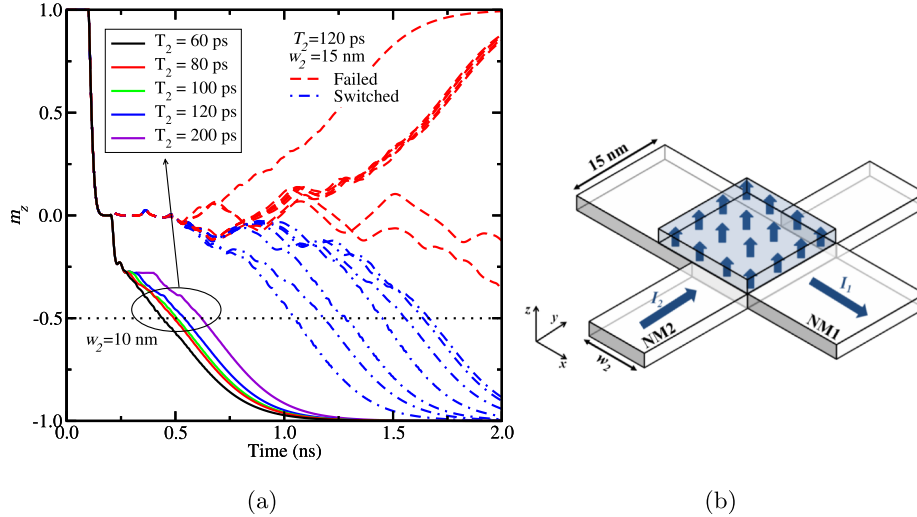 1.0
T_2 = 60 ps
T_2 = 80 ps
T_2 = 100 ps
T_2 = 120 ps
T_2 = 200 ps
T_2=120 ps
w_2=15 nm
Failed
Switched
0.5
m_z
0.0
-0.5
w_2=10 nm
-1.0
0.0 0.5 1.0 1.5 2.0
Time (ns)
(a)
15 nm
I_2
I_1
NM2
NM1
w_2
z
y
x
(b)